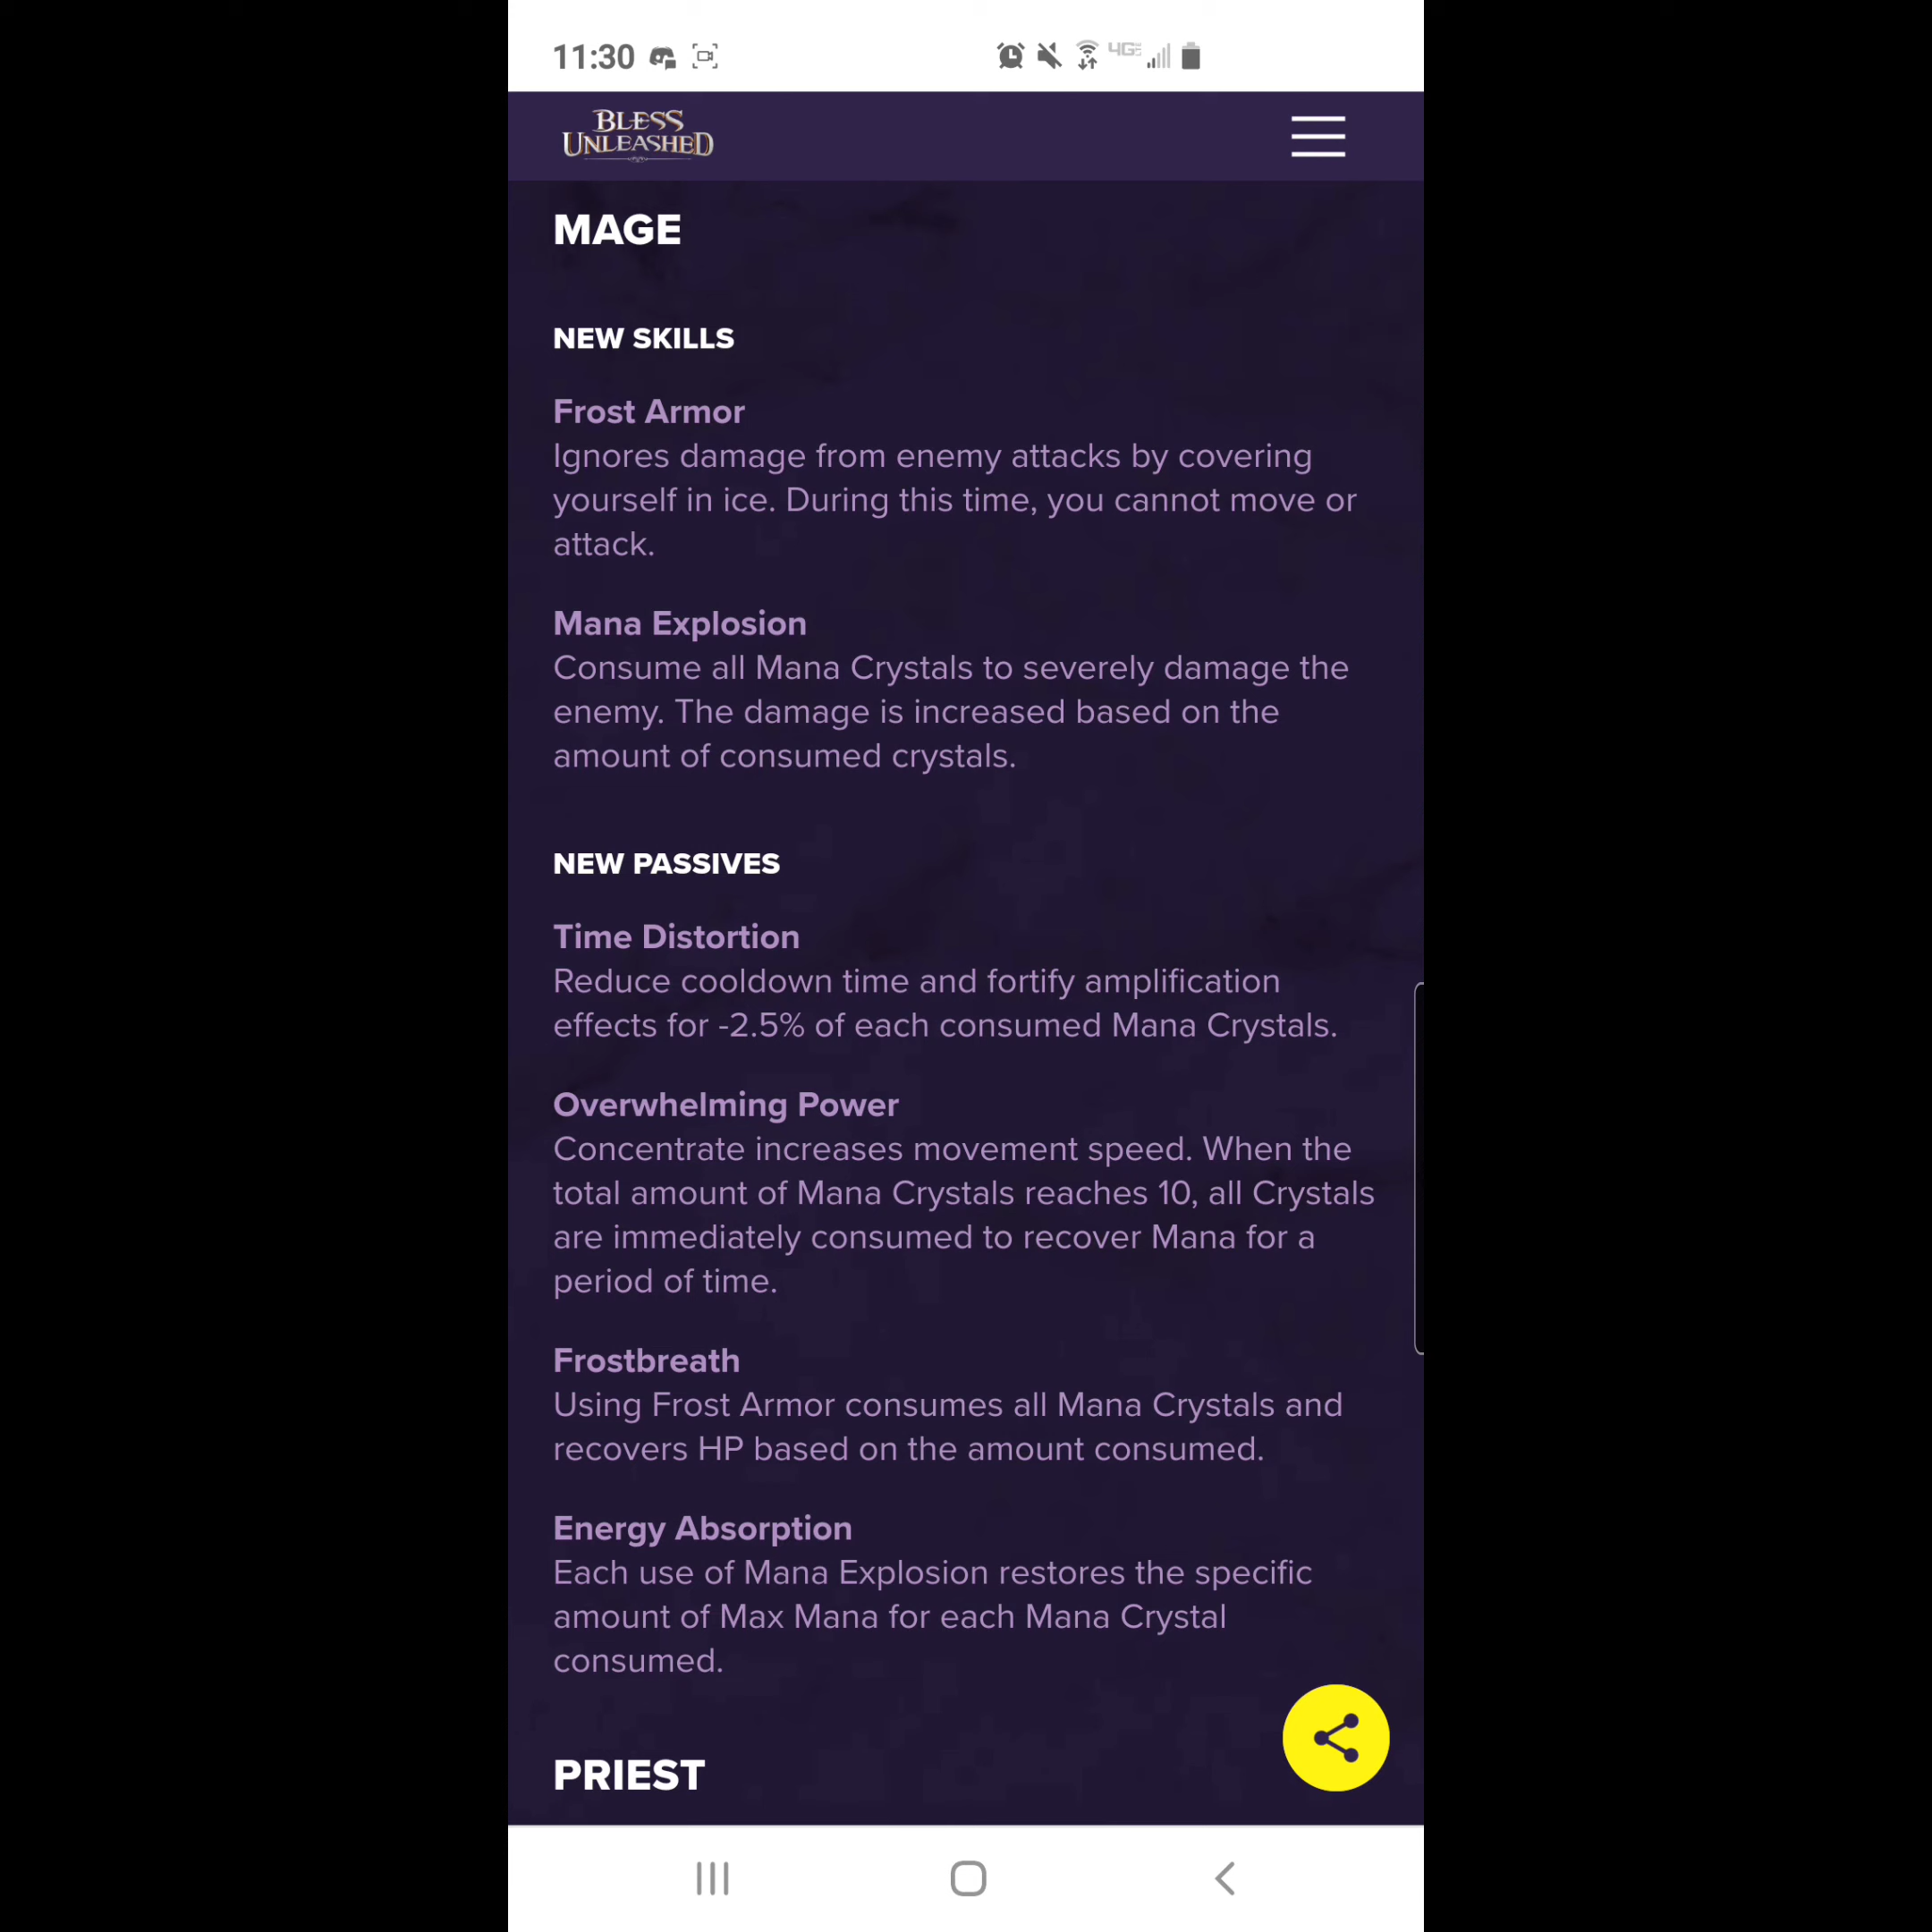 11:30
4GE
BLESS
UNLEASHED
MAGE
NEW SKILLS
Frost Armor
Ignores damage from enemy attacks by covering
yourself in ice. During this time, you cannot move or
attack.
Mana Explosion
Consume all Mana Crystals to severely damage the
enemy. The damage is increased based on the
amount of consumed crystals.
NEW PASSIVES
Time Distortion
Reduce cooldown time and fortify amplification
effects for -2.5% of each consumed Mana Crystals.
Overwhelming Power
Concentrate increases movement speed. When the
total amount of Mana Crystals reaches 10, all Crystals
are immediately consumed to recover Mana for a
period of time.
Frostbreath
Using Frost Armor consumes all Mana Crystals and
recovers HP based on the amount consumed.
Energy Absorption
Each use of Mana Explosion restores the specific
amount of Max Mana for each Mana Crystal
consumed.
PRIEST